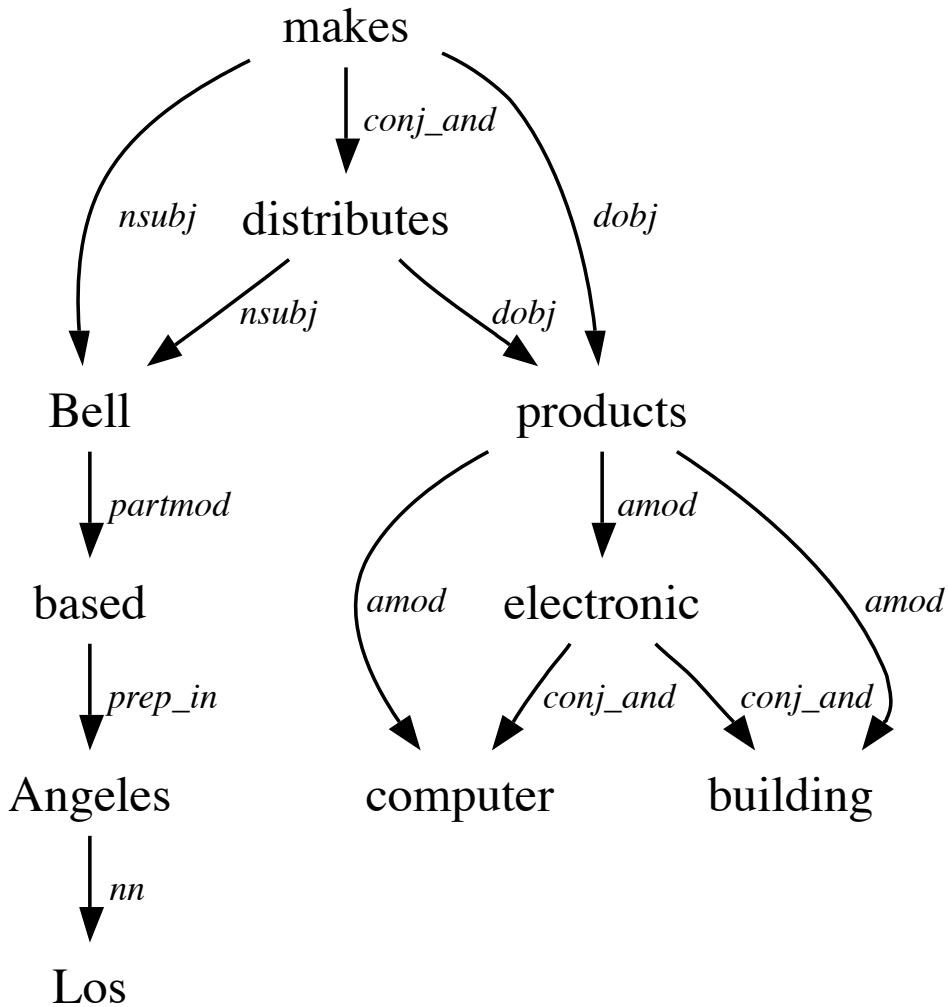 makes
conj_and
nsubj
distributes
dobj
nsubj
dobj
Bell
products
partmod
amod
based
amod
electronic
amod
prep_in
conj_and
conj_and
Angeles
computer
building
nn
Los